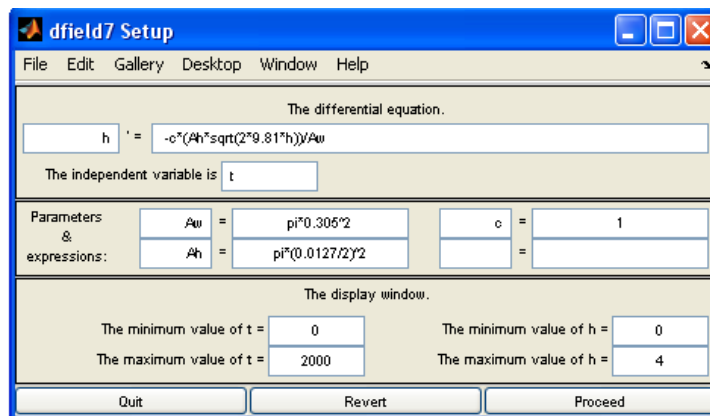 dfield7 Setup
File Edit Gallery Desktop Window Help
The differential equation.
h ' = -c*(Ah*sqrt(2*9.81*h))/Aw
The independent variable is t
Parameters & expressions:
Aw = pi*0.305^2 c = 1
Ah = pi*(0.0127/2)^2 =
The display window.
The minimum value of t = 0 The minimum value of h = 0
The maximum value of t = 2000 The maximum value of h = 4
Quit Revert Proceed